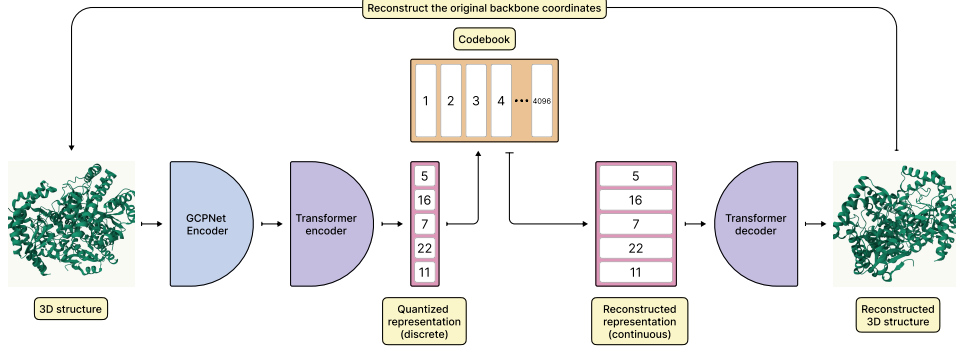 Reconstruct the original backbone coordinates
Codebook
1 2 3 4 ••• 4096
GCPNet
Encoder
Transformer
encoder
5
16
7
22
11
5
16
7
22
11
Transformer
decoder
3D structure
Quantized
representation
(discrete)
Reconstructed
representation
(continuous)
Reconstructed
3D structure